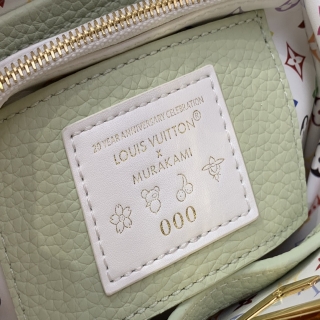 20 YEAR ANNIVERSARY CELEBRATION
LOUIS VUITTON®
×
MURAKAMI
000